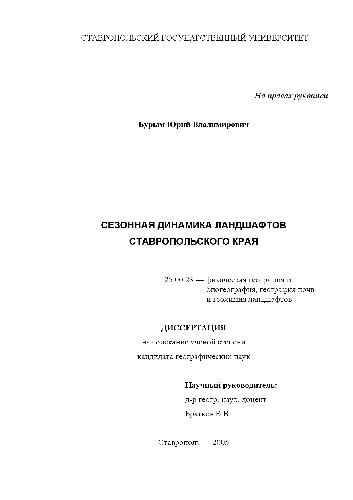 СТАВРОПОЛЬСКИЙ ГОСУДАРСТВЕННЫЙ УНИВЕРСИТЕТ
На правах рукописи
Бурым Юрий Владимирович
СЕЗОННАЯ ДИНАМИКА ЛАНДШАФТОВ
СТАВРОПОЛЬСКОГО КРАЯ
25.00.23 — физическая география и
биогеография, география почв
и геохимия ландшафтов
ДИССЕРТАЦИЯ
на соискание ученой степени
кандидата географических наук
Научный руководитель:
д-р геогр. наук, доцент
Братков В.В.
Ставрополь 2005